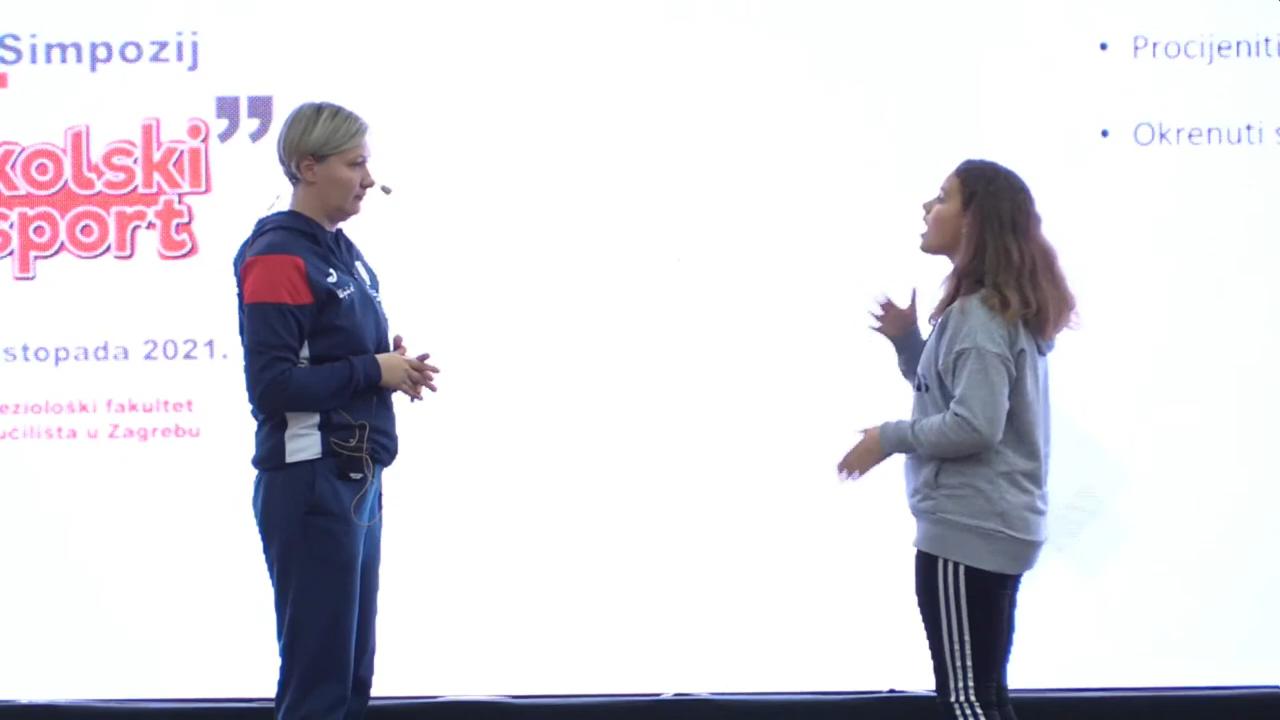 Simpozij
”
kolski
sport
stopada 2021.
eziološki fakultet
učilišta u Zagrebu
• Procijeniti
• Okrenuti s